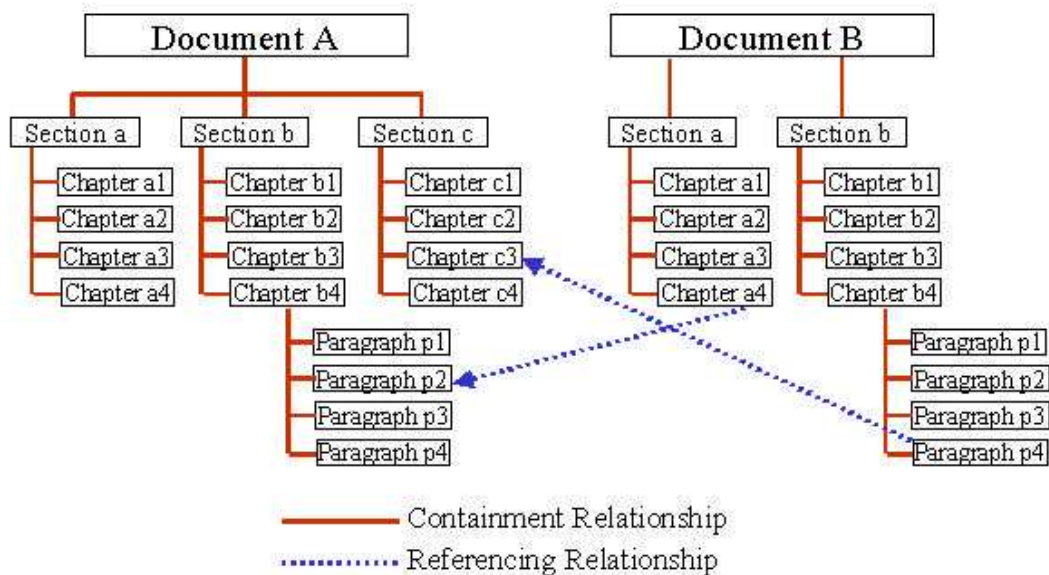 Document A
Document B
Section a
Section b
Section c
Section a
Section b
Chapter a1
Chapter b1
Chapter c1
Chapter a1
Chapter b1
Chapter a2
Chapter b2
Chapter c2
Chapter a2
Chapter b2
Chapter a3
Chapter b3
Chapter c3
Chapter a3
Chapter b3
Chapter a4
Chapter b4
Chapter c4
Chapter a4
Chapter b4
Paragraph p1
Paragraph p1
Paragraph p2
Paragraph p2
Paragraph p3
Paragraph p3
Paragraph p4
Paragraph p4
Containment Relationship
Referencing Relationship